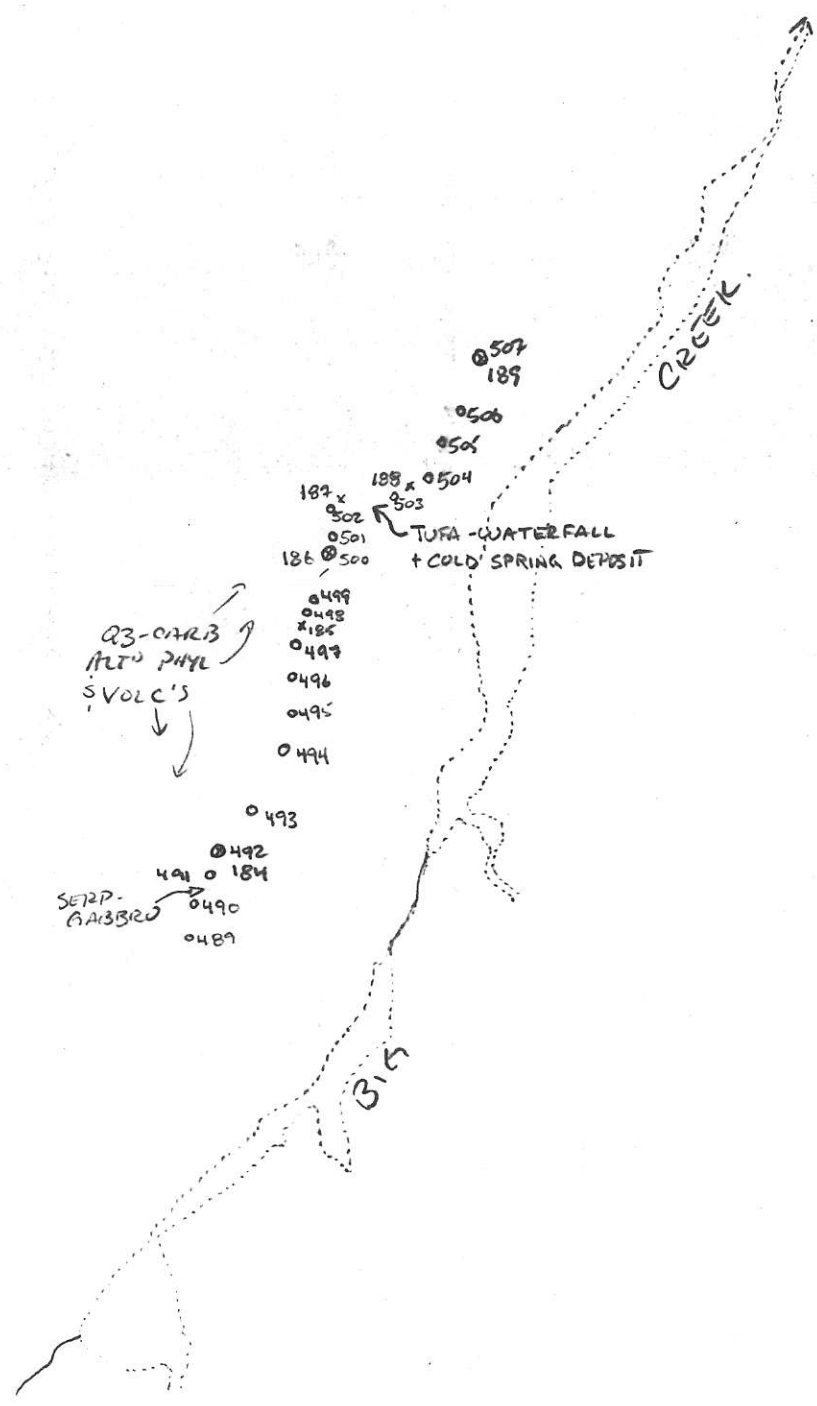 CREEK.
507
189
506
505
188 x 504
187 x
503
502
TUFA-WATERFALL
+ COLD SPRING DEPOSIT
501
186 500
499
498
x 185
QZ-CARB
497
ALT'D PHYL
496
S VOLC'S
495
494
493
492
491 184
SERP-
GABBRO
490
489
BIG